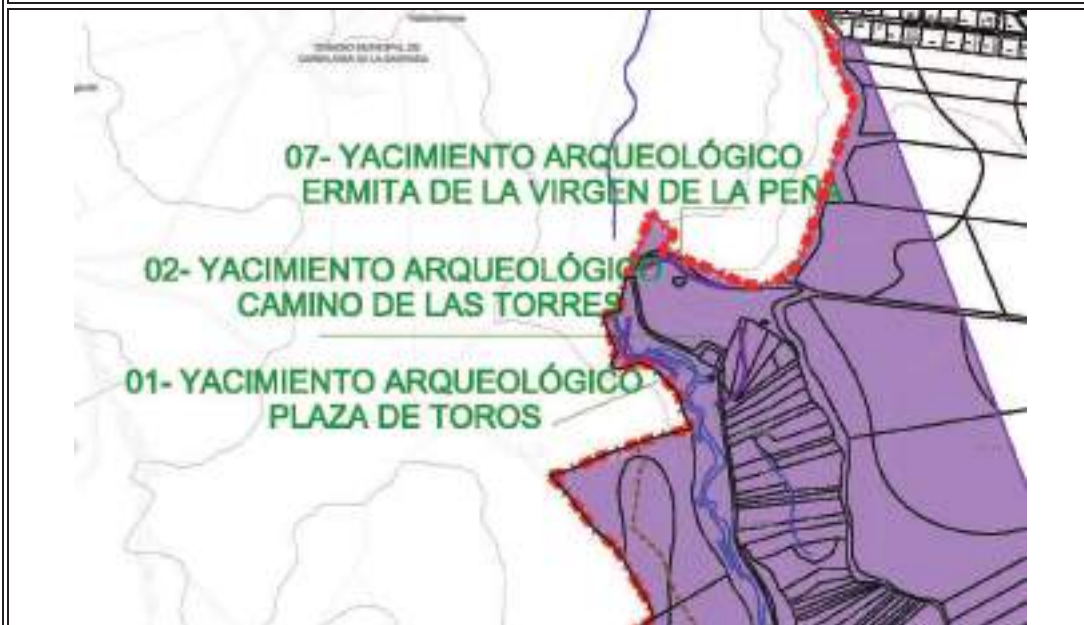 07- YACIMIENTO ARQUEOLÓGICO
ERMITA DE LA VIRGEN DE LA PEÑA
02- YACIMIENTO ARQUEOLÓGICO
CAMINO DE LAS TORRES
01- YACIMIENTO ARQUEOLÓGICO
PLAZA DE TOROS